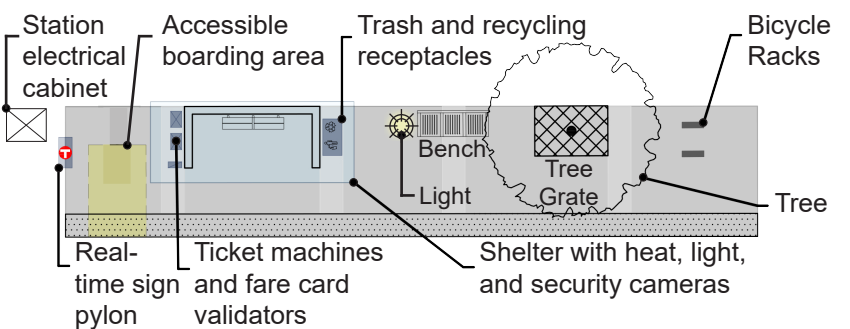 Station
electrical
cabinet
Accessible
boarding area
Trash and recycling
receptacles
Bicycle
Racks
T
Bench
Light
Tree
Grate
Tree
Real-
time sign
pylon
Ticket machines
and fare card
validators
Shelter with heat, light,
and security cameras